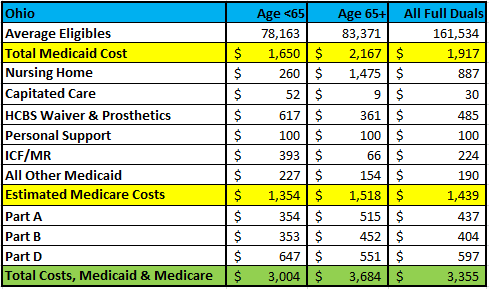 Ohio Age <65 Age 65+ All Full Duals
Average Eligibles 78,163 83,371 161,534
Total Medicaid Cost $ 1,650 $ 2,167 $ 1,917
Nursing Home $ 260 $ 1,475 $ 887
Capitated Care $ 52 $ 9 $ 30
HCBS Waiver & Prosthetics $ 617 $ 361 $ 485
Personal Support $ 100 $ 100 $ 100
ICF/MR $ 393 $ 66 $ 224
All Other Medicaid $ 227 $ 154 $ 190
Estimated Medicare Costs $ 1,354 $ 1,518 $ 1,439
Part A $ 354 $ 515 $ 437
Part B $ 353 $ 452 $ 404
Part D $ 647 $ 551 $ 597
Total Costs, Medicaid & Medicare $ 3,004 $ 3,684 $ 3,355